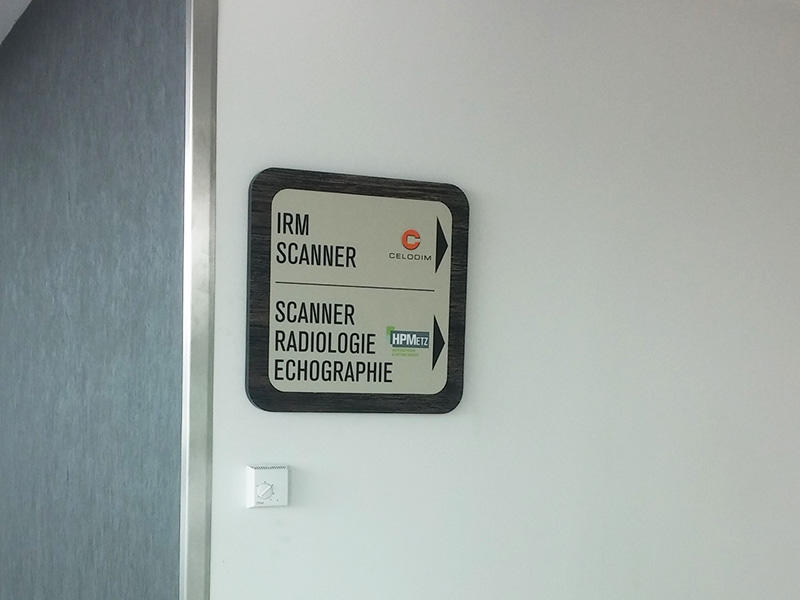 IRM
SCANNER
CELODIM
SCANNER
RADIOLOGIE
ECHOGRAPHIE
HPMETZ